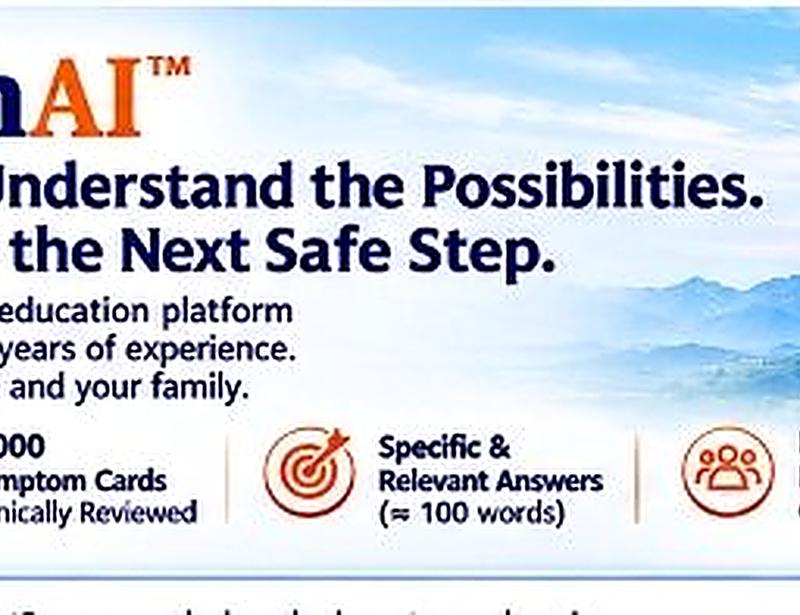 AI™
Understand the Possibilities.
the Next Safe Step.
education platform
years of experience.
and your family.
000
mptom Cards
nically Reviewed
Specific &
Relevant Answers
(≈ 100 words)